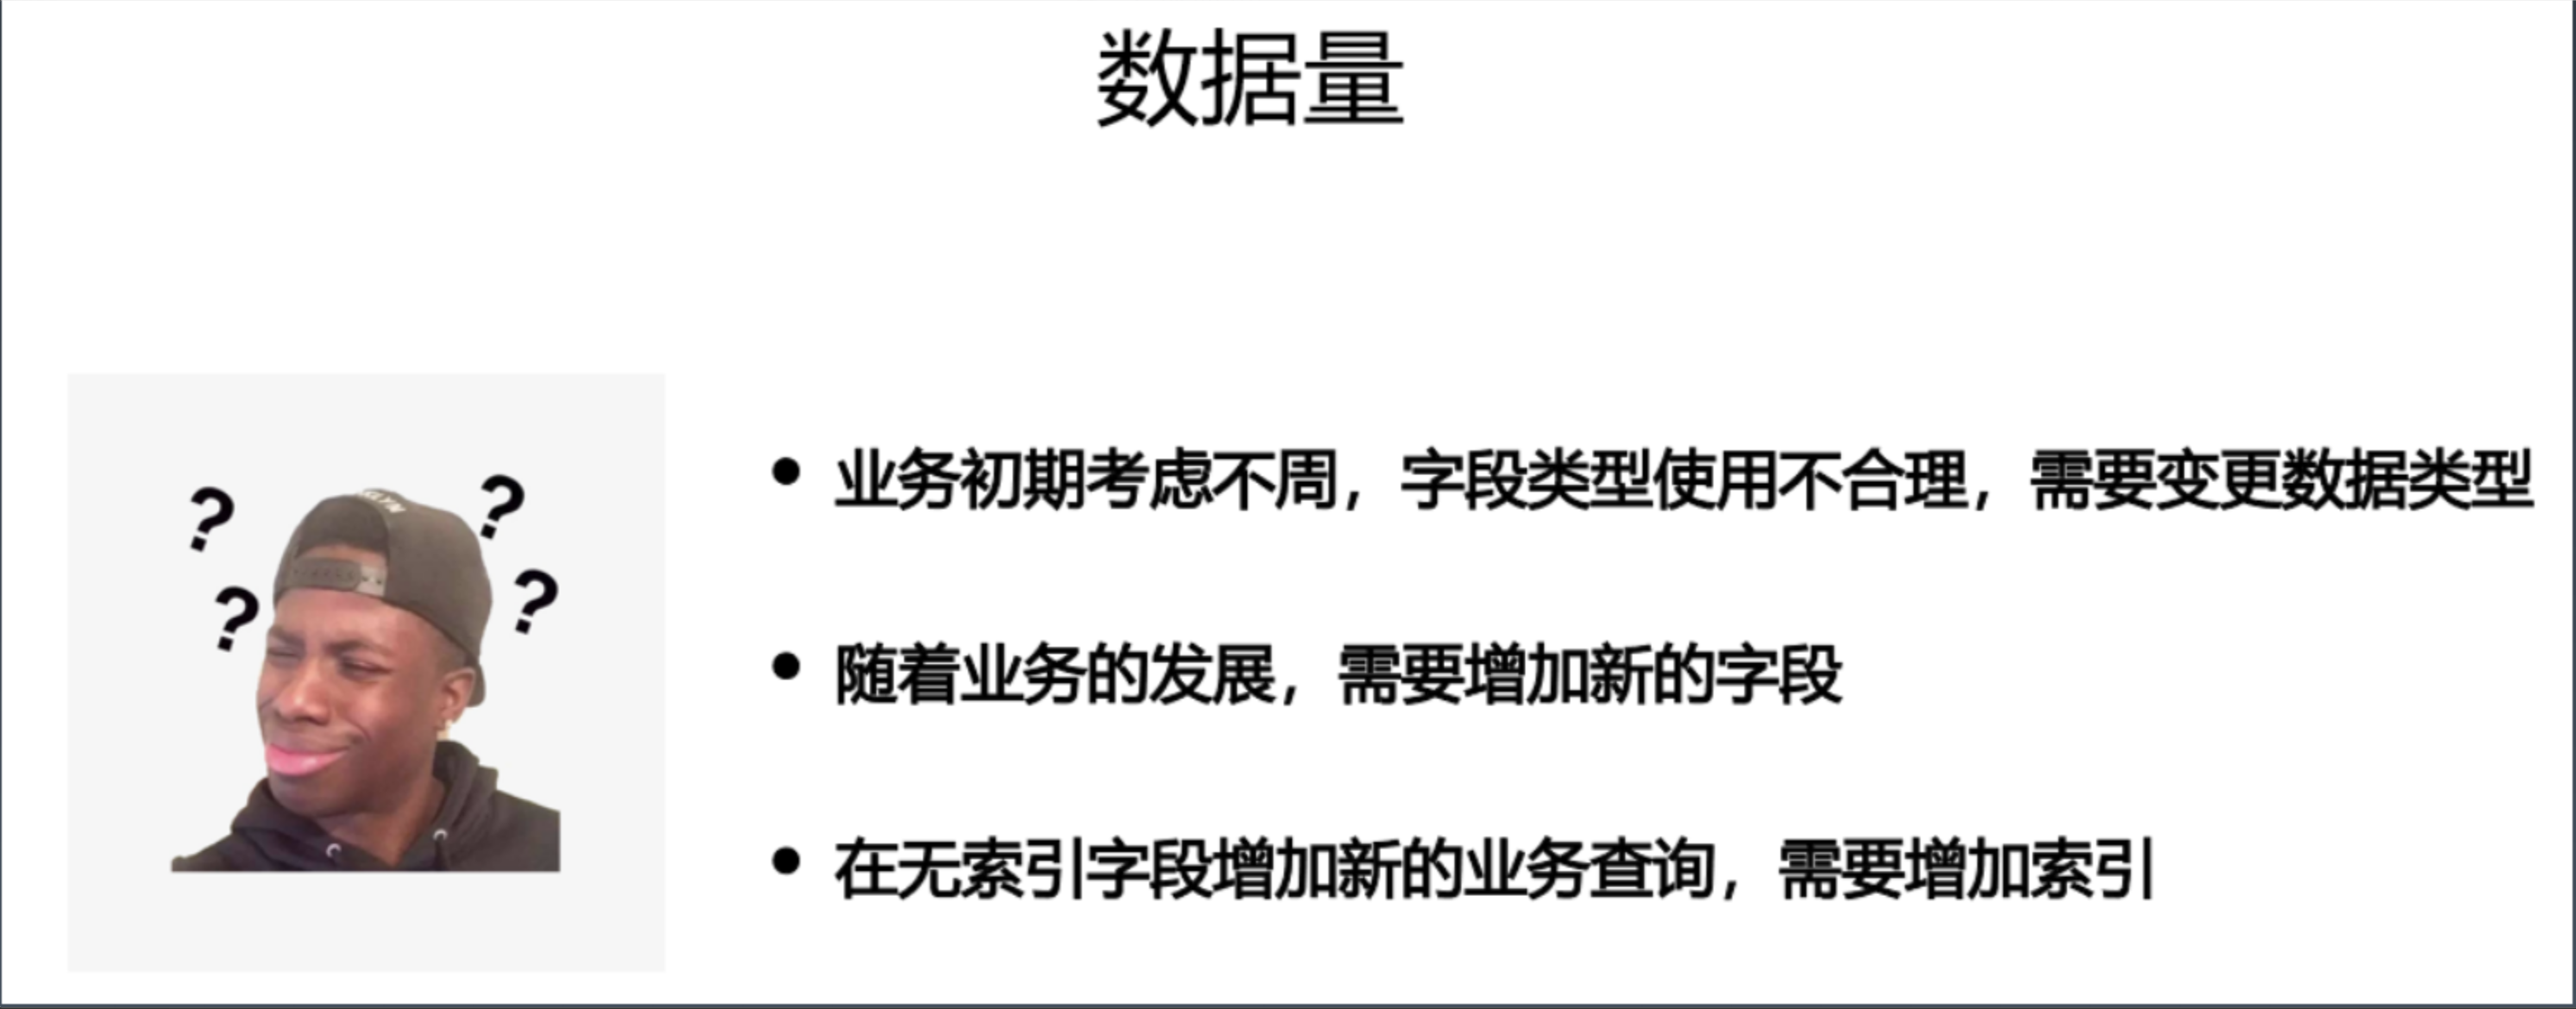 数据量
? ?
? ?
• 业务初期考虑不周，字段类型使用不合理，需要变更数据类型
• 随着业务的发展，需要增加新的字段
• 在无索引字段增加新的业务查询，需要增加索引